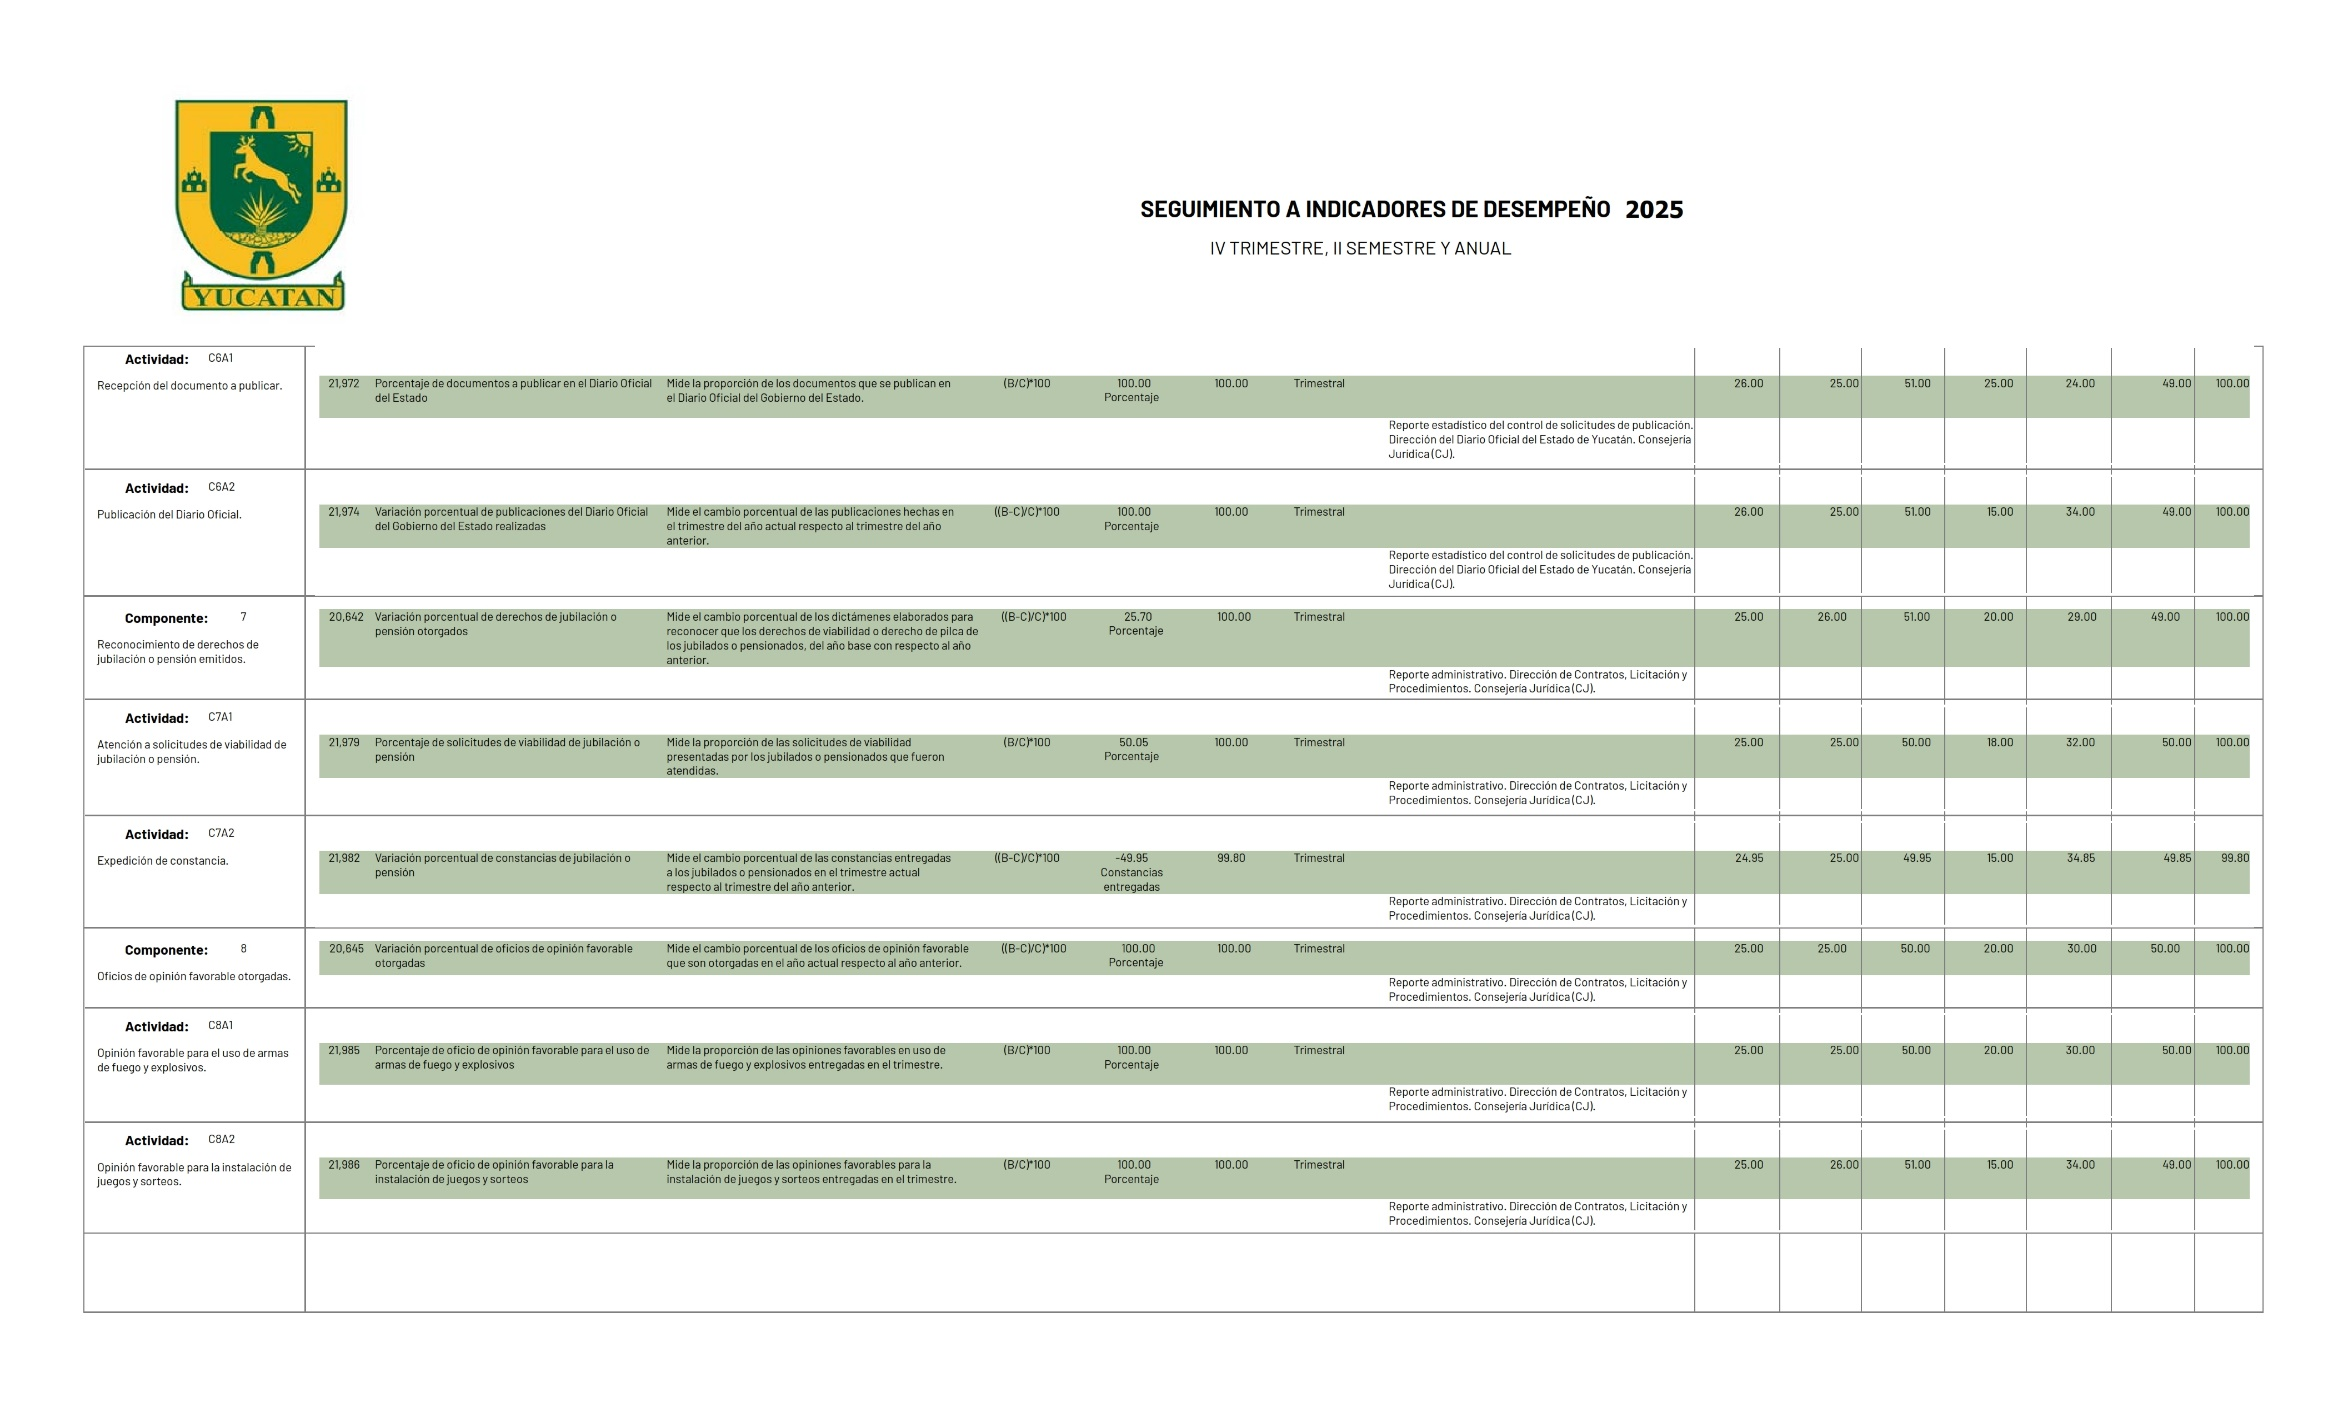 YUCATAN
SEGUIMIENTO A INDICADORES DE DESEMPEÑO 2025
IV TRIMESTRE, II SEMESTRE Y ANUAL
Actividad: C6A1
Recepción del documento a publicar.
21,972 Porcentaje de documentos a publicar en el Diario Oficial Mide la proporción de los documentos que se publican en (B/C)*100 100.00 100.00 Trimestral 26.00 25.00 51.00 25.00 24.00 49.00 100.00
del Estado el Diario Oficial del Gobierno del Estado. Porcentaje
Reporte estadístico del control de solicitudes de publicación.
Dirección del Diario Oficial del Estado de Yucatán. Consejería
Jurídica (CJ).
Actividad: C6A2
Publicación del Diario Oficial.
21,974 Variación porcentual de publicaciones del Diario Oficial Mide el cambio porcentual de las publicaciones hechas en ((B-C)/C)*100 100.00 100.00 Trimestral 26.00 25.00 51.00 15.00 34.00 49.00 100.00
del Gobierno del Estado realizadas el trimestre del año actual respecto al trimestre del año Porcentaje
anterior.
Reporte estadístico del control de solicitudes de publicación.
Dirección del Diario Oficial del Estado de Yucatán. Consejería
Jurídica (CJ).
Componente: 7
Reconocimiento de derechos de
jubilación o pensión emitidos.
20,642 Variación porcentual de derechos de jubilación o Mide el cambio porcentual de los dictámenes elaborados para ((B-C)/C)*100 25.70 100.00 Trimestral 25.00 26.00 51.00 20.00 29.00 49.00 100.00
pensión otorgados reconocer que los derechos de viabilidad o derecho de pilca de Porcentaje
los jubilados o pensionados, del año base con respecto al año
anterior.
Reporte administrativo. Dirección de Contratos, Licitación y
Procedimientos. Consejería Jurídica (CJ).
Actividad: C7A1
Atención a solicitudes de viabilidad de
jubilación o pensión.
21,979 Porcentaje de solicitudes de viabilidad de jubilación o Mide la proporción de las solicitudes de viabilidad (B/C)*100 50.05 100.00 Trimestral 25.00 25.00 50.00 18.00 32.00 50.00 100.00
pensión presentadas por los jubilados o pensionados que fueron Porcentaje
atendidas.
Reporte administrativo. Dirección de Contratos, Licitación y
Procedimientos. Consejería Jurídica (CJ).
Actividad: C7A2
Expedición de constancia.
21,982 Variación porcentual de constancias de jubilación o Mide el cambio porcentual de las constancias entregadas ((B-C)/C)*100 -49.95 99.80 Trimestral 24.95 25.00 49.95 15.00 34.85 49.85 99.80
pensión a los jubilados o pensionados en el trimestre actual Constancias
respecto al trimestre del año anterior. entregadas
Reporte administrativo. Dirección de Contratos, Licitación y
Procedimientos. Consejería Jurídica (CJ).
Componente: 8
Oficios de opinión favorable otorgadas.
20,645 Variación porcentual de oficios de opinión favorable Mide el cambio porcentual de los oficios de opinión favorable ((B-C)/C)*100 100.00 100.00 Trimestral 25.00 25.00 50.00 20.00 30.00 50.00 100.00
otorgadas que son otorgadas en el año actual respecto al año anterior. Porcentaje
Reporte administrativo. Dirección de Contratos, Licitación y
Procedimientos. Consejería Jurídica (CJ).
Actividad: C8A1
Opinión favorable para el uso de armas
de fuego y explosivos.
21,985 Porcentaje de oficio de opinión favorable para el uso de Mide la proporción de las opiniones favorables en uso de (B/C)*100 100.00 100.00 Trimestral 25.00 25.00 50.00 20.00 30.00 50.00 100.00
armas de fuego y explosivos armas de fuego y explosivos entregadas en el trimestre. Porcentaje
Reporte administrativo. Dirección de Contratos, Licitación y
Procedimientos. Consejería Jurídica (CJ).
Actividad: C8A2
Opinión favorable para la instalación de
juegos y sorteos.
21,986 Porcentaje de oficio de opinión favorable para la Mide la proporción de las opiniones favorables para la (B/C)*100 100.00 100.00 Trimestral 25.00 26.00 51.00 15.00 34.00 49.00 100.00
instalación de juegos y sorteos instalación de juegos y sorteos entregadas en el trimestre. Porcentaje
Reporte administrativo. Dirección de Contratos, Licitación y
Procedimientos. Consejería Jurídica (CJ).